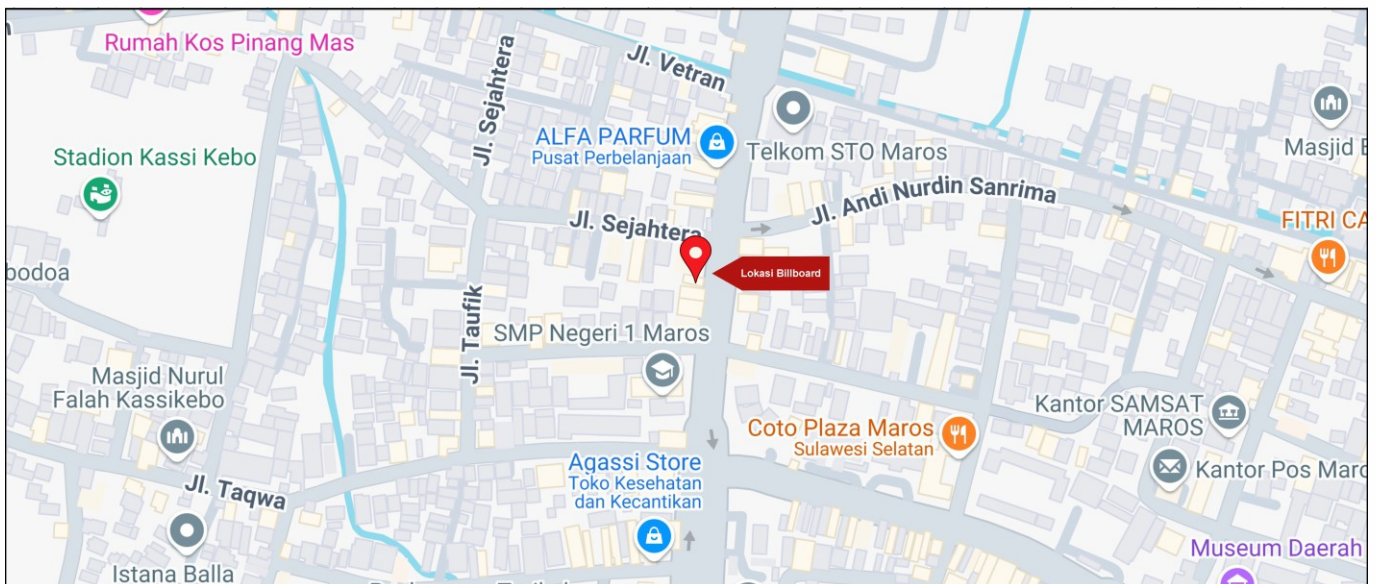 Rumah Kos Pinang Mas
Jl. Sejahtera
Jl. Vetran
ALFA PARFUM
Pusat Perbelanjaan
Telkom STO Maros
Masjid
Stadion Kassi Kebo
Jl. Andi Nurdin Sanrima
Jl. Sejahtera
FITRI CA
bodoa
Lokasi Billboard
Jl. Taufik
SMP Negeri 1 Maros
Masjid Nurul
Falah Kassikebo
Kantor SAMSAT
MAROS
Coto Plaza Maros
Sulawesi Selatan
Agassi Store
Toko Kesehatan
dan Kecantikan
Kantor Pos Maro
Jl. Taqwa
Museum Daerah
Istana Balla